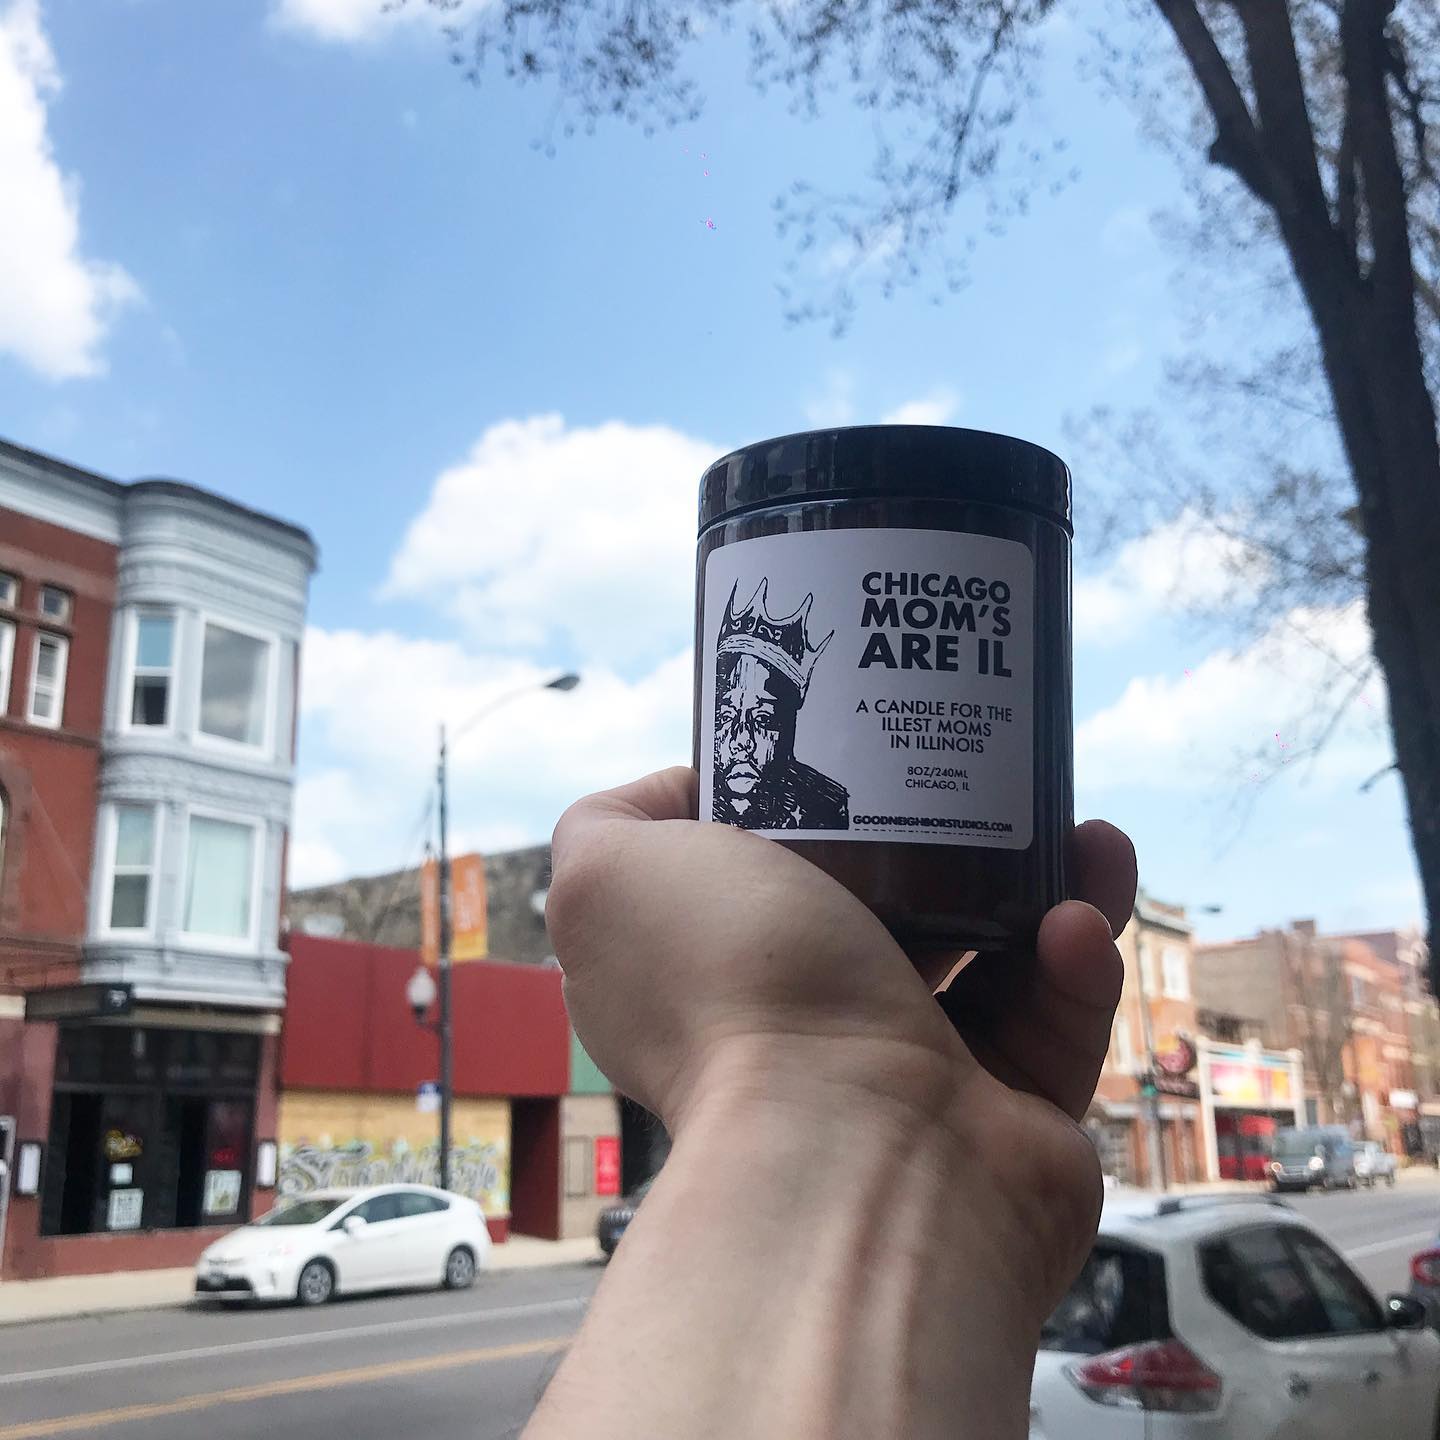 CHICAGO
MOM'S
ARE IL
A CANDLE FOR THE
ILLEST MOMS
IN ILLINOIS
8OZ/240ML
CHICAGO, IL
GOODNEIGHBORSTUDIOS.COM